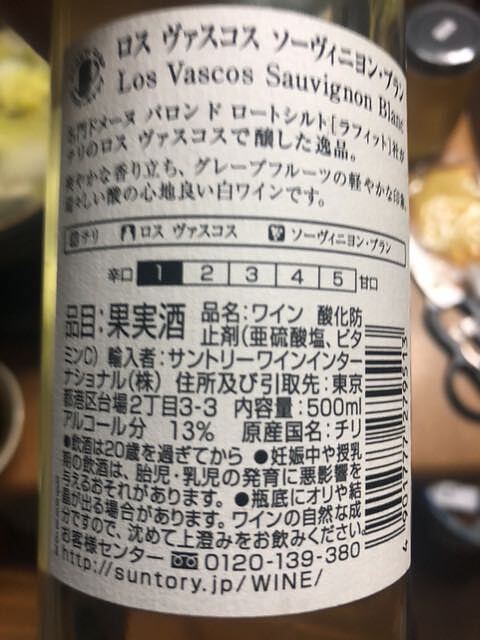 ロス ヴァスコス ソーヴィニヨン・ブラン
Los Vascos Sauvignon Blanc
名門ドメーヌ バロン ド ロートシルト[ラフィット]社が
チリのロス ヴァスコスで醸した逸品。
爽やかな香り立ち、グレープフルーツの軽やかな印象、
々しい酸の心地良い白ワインです。
チリ ロス ヴァスコス ソーヴィニヨン・ブラン
辛口 1 2 3 4 5 甘口
品目:果実酒 品名:ワイン 酸化防
止剤(亜硫酸塩、ビタ
ミンC) 輸入者:サントリーワインインター
ナショナル(株) 住所及び引取先:東京
都港区台場2丁目3-3 内容量:500ml
アルコール分 13% 原産国名:チリ
●飲酒は20歳を過ぎてから ●妊娠中や授乳
期の飲酒は、胎児・乳児の発育に悪影響を
与えるおそれがあります。 ●瓶底にオリや結
晶が出る場合があります。ワインの自然な成
分ですので、沈めて上澄みをお飲みください。
お客様センター 0120-139-380
http://suntory.jp/WINE/